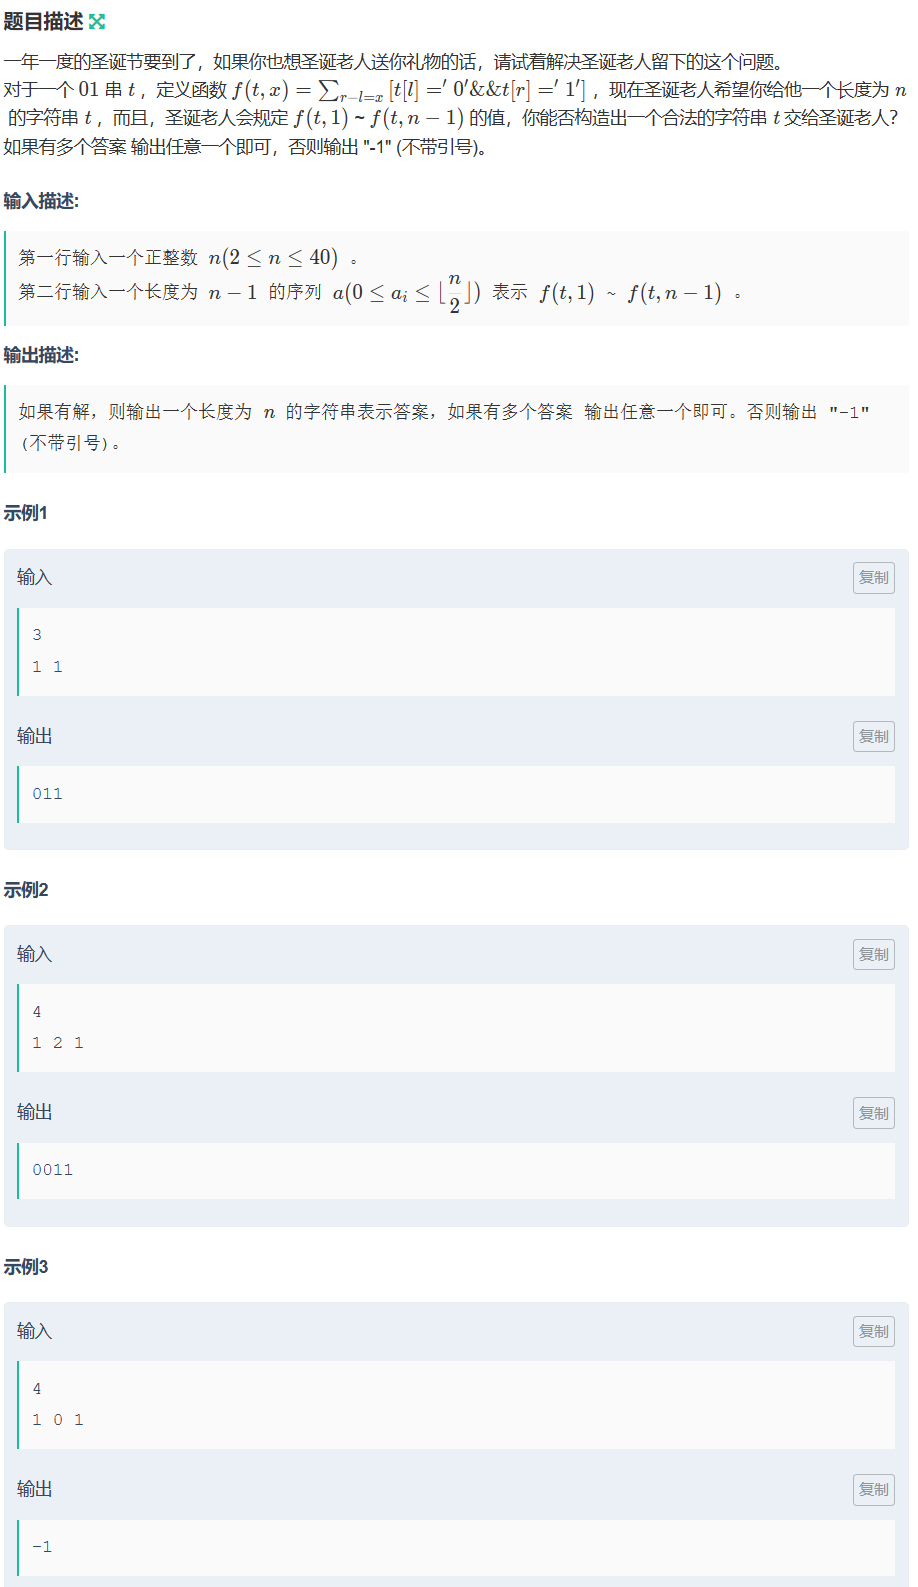 题目描述
一年一度的圣诞节要到了，如果你也想圣诞老人送你礼物的话，请试着解决圣诞老人留下的这个问题。
对于一个 01 串 t ，定义函数 f(t, x) = ∑_{r−l=x} [t[l] =′ 0′&&t[r] =′ 1′] ，现在圣诞老人希望你给他一个长度为 n
的字符串 t ，而且，圣诞老人会规定 f(t, 1) ~ f(t, n − 1) 的值，你能否构造出一个合法的字符串 t 交给圣诞老人？
如果有多个答案 输出任意一个即可，否则输出 "-1" (不带引号)。
输入描述:
第一行输入一个正整数 n(2 ≤ n ≤ 40) 。
第二行输入一个长度为 n − 1 的序列 a(0 ≤ a_i ≤ ⌊n/2⌋) 表示 f(t, 1) ~ f(t, n − 1) 。
输出描述:
如果有解，则输出一个长度为 n 的字符串表示答案，如果有多个答案 输出任意一个即可。否则输出 "-1"
(不带引号)。
示例1
输入
复制
3
1 1
输出
复制
011
示例2
输入
复制
4
1 2 1
输出
复制
0011
示例3
输入
复制
4
1 0 1
输出
复制
-1